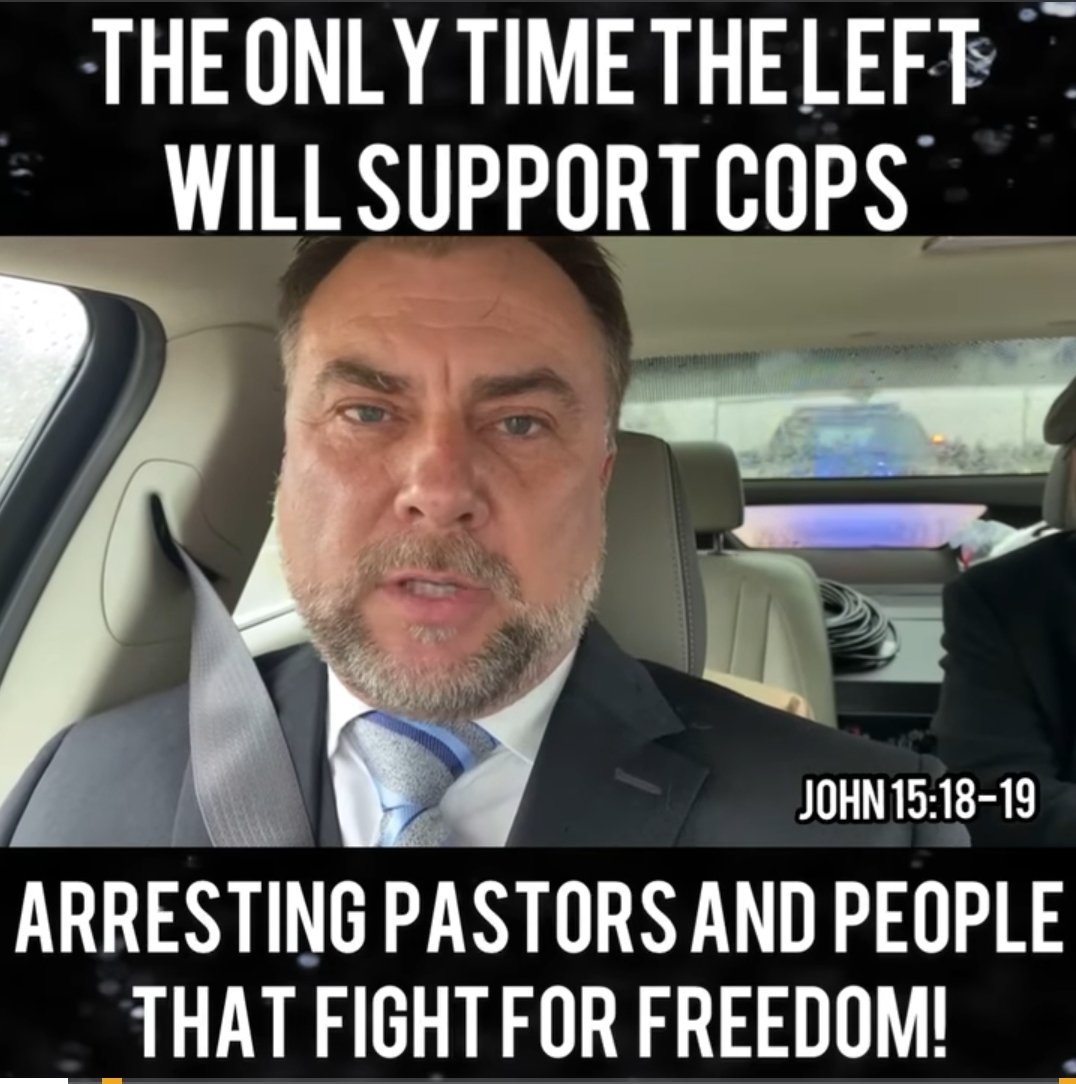 THE ONLY TIME THE LEFT
WILL SUPPORT COPS
JOHN 15:18-19
ARRESTING PASTORS AND PEOPLE
THAT FIGHT FOR FREEDOM!